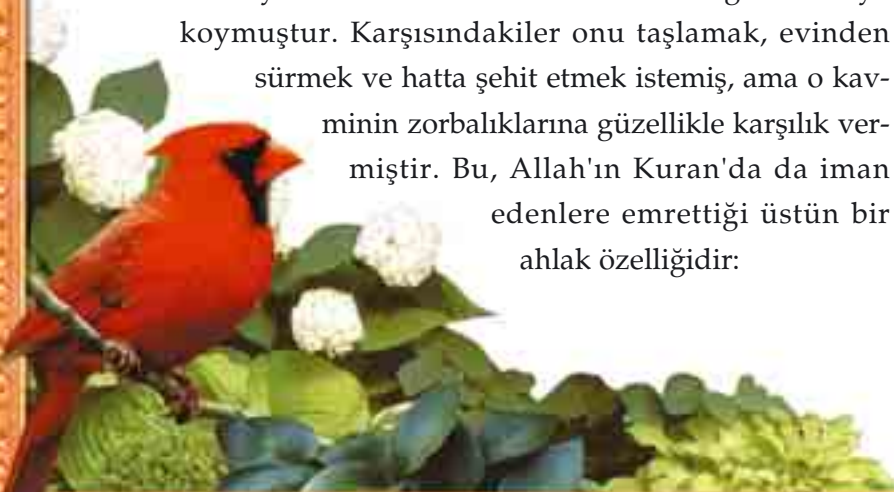 koymuştur. Karşısındakiler onu taşlamak, evinden
sürmek ve hatta şehit etmek istemiş, ama o kav-
minin zorbalıklarına güzellikle karşılık ver-
miştir. Bu, Allah'ın Kuran'da da iman
edenlere emrettiği üstün bir
ahlak özelliğidir: